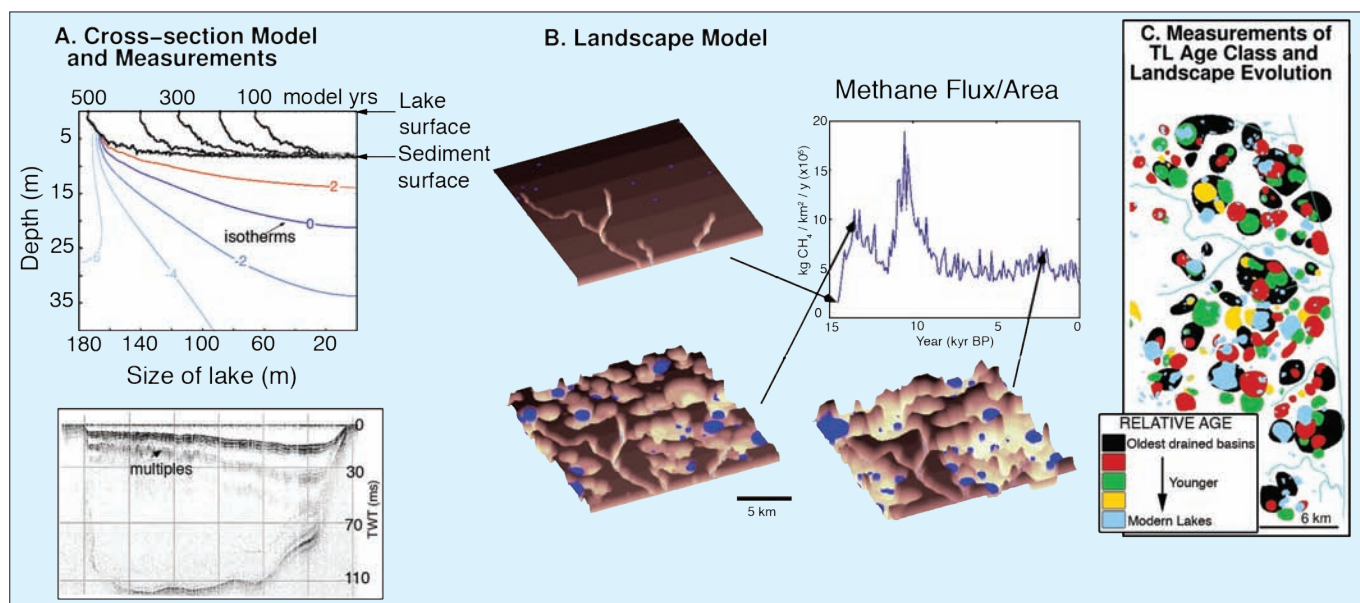 A. Cross-section Model
and Measurements
500 300 100 model yrs
Lake
surface
Sediment
surface
5
15
25
35
Depth (m)
2
0
isotherms
-2
-4
-6
180 140 100 60 20
Size of lake (m)
multiples
0
30
70
110
TWT (ms)
B. Landscape Model
Methane Flux/Area
20
15
10
5
0
kg CH4 / km2 / y (x106)
15 10 5 0
Year (kyr BP)
5 km
C. Measurements of
TL Age Class and
Landscape Evolution
RELATIVE AGE
Oldest drained basins
Younger
Modern Lakes
6 km